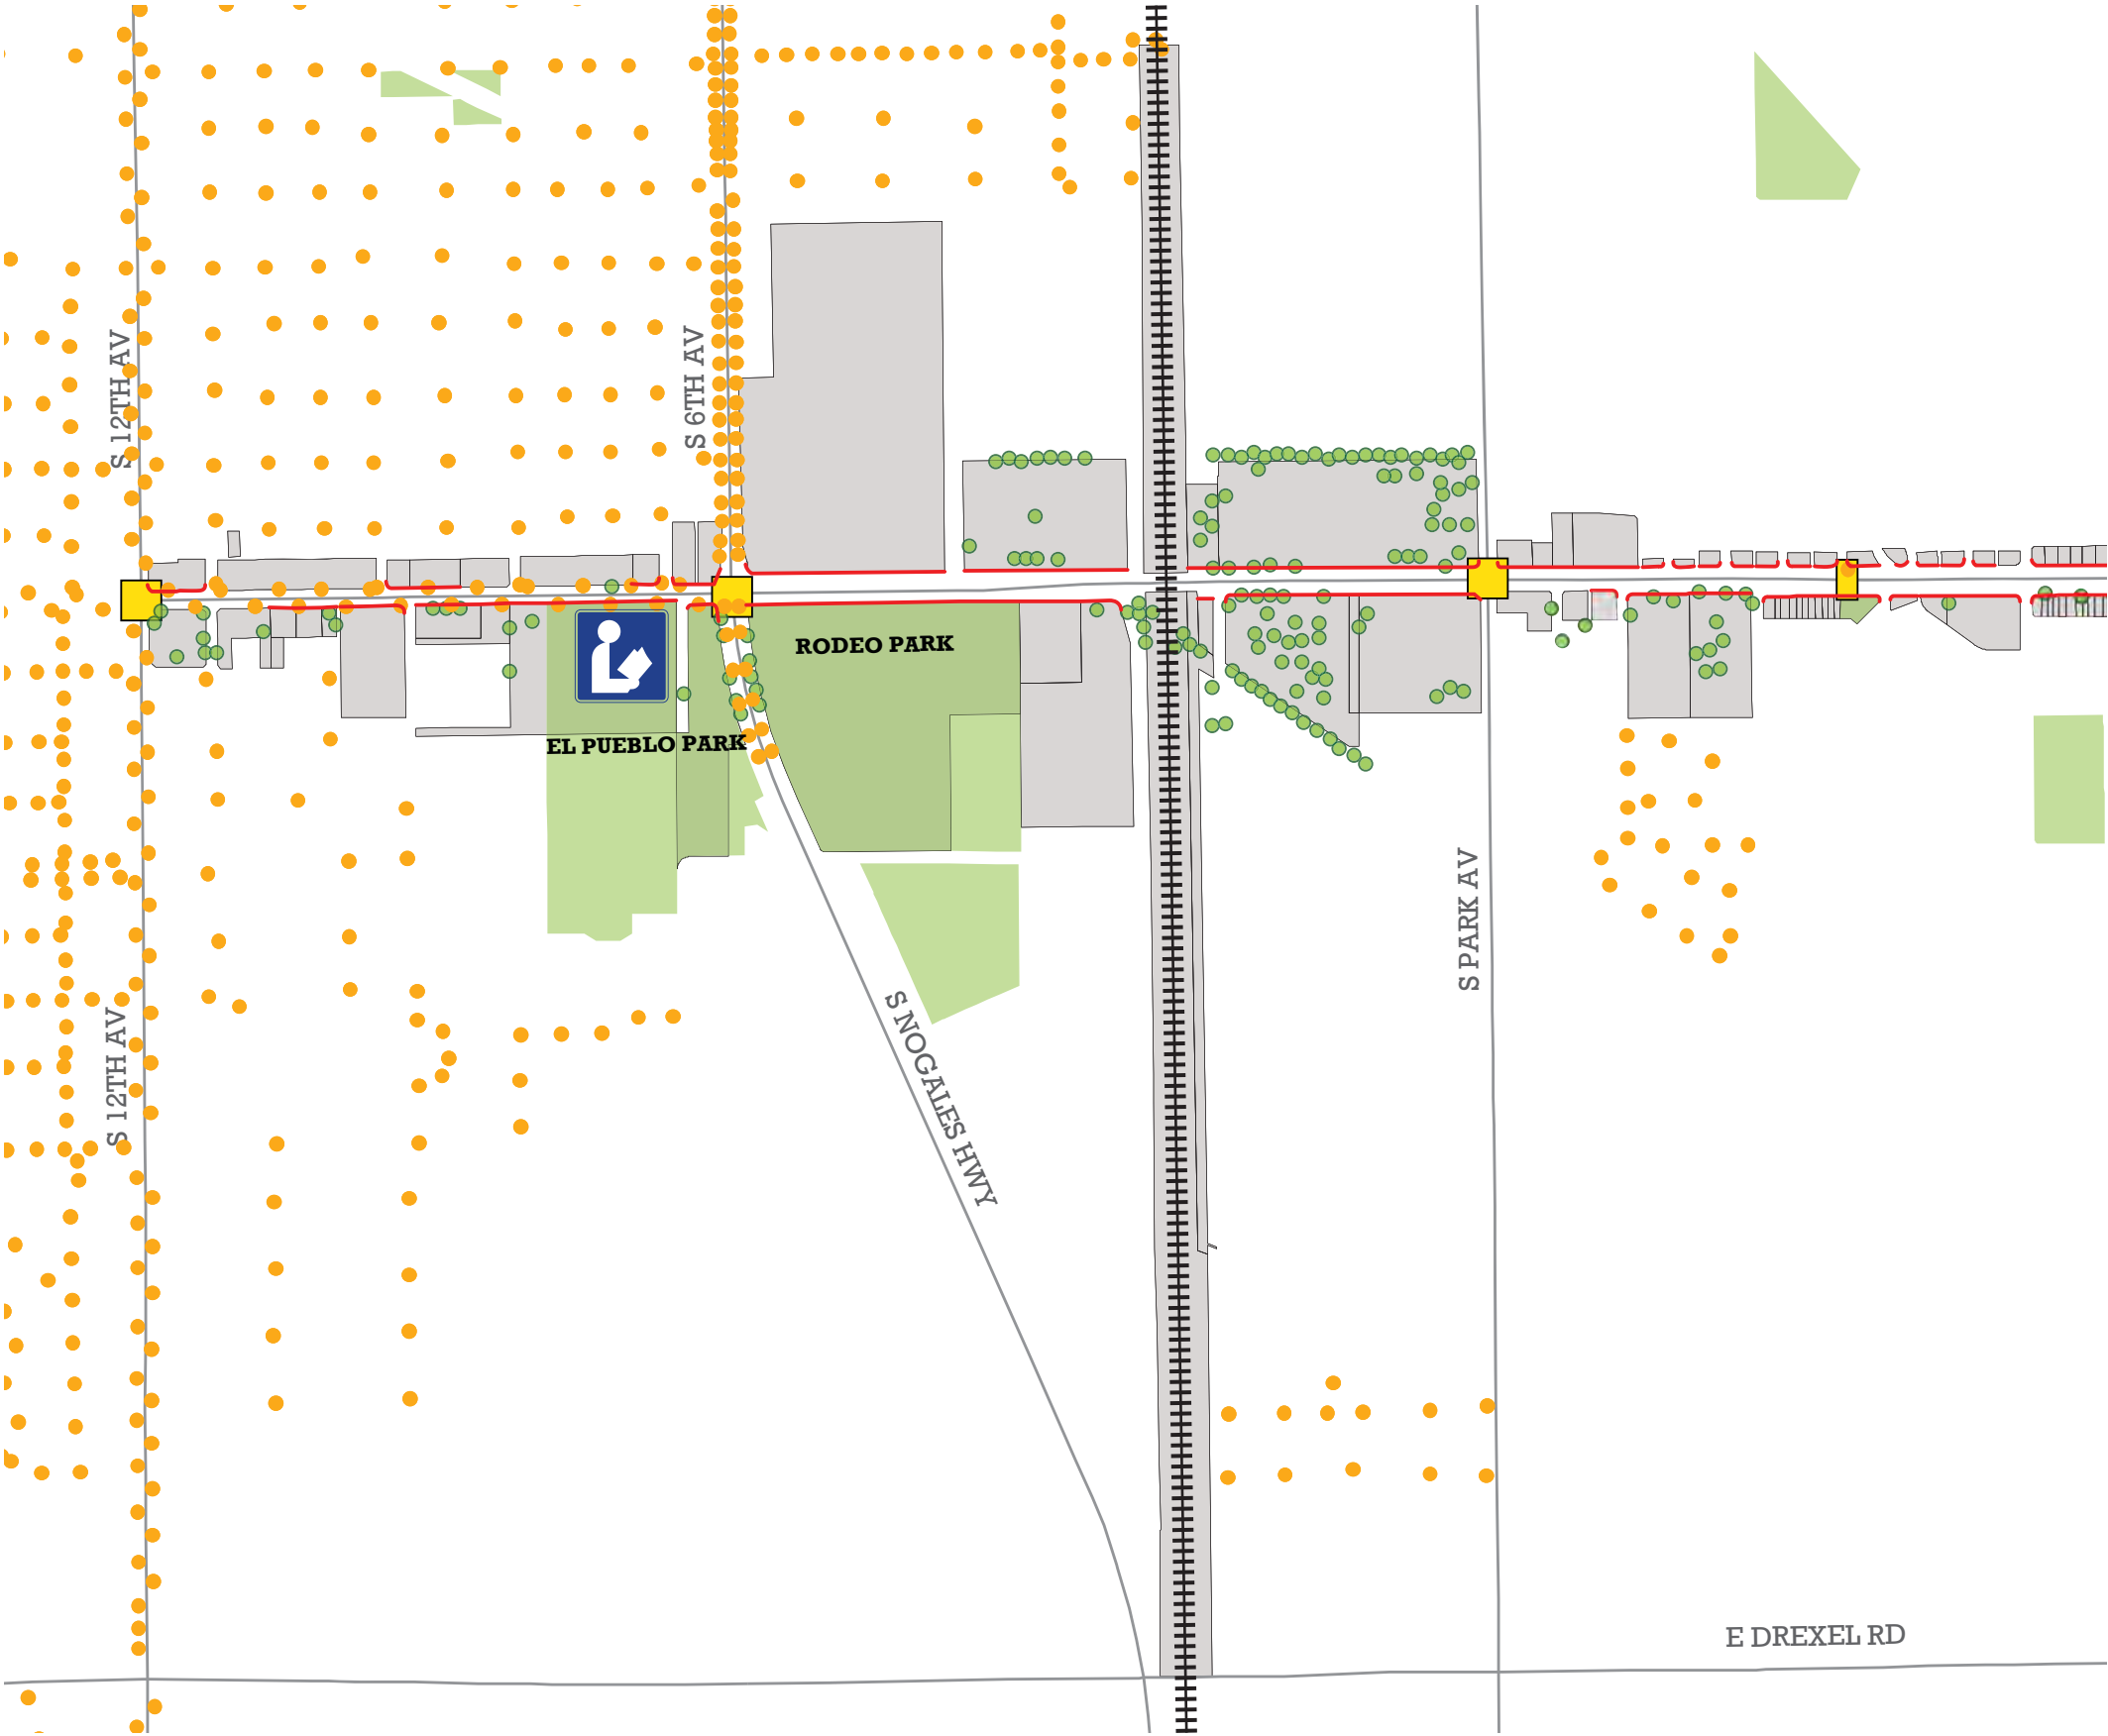 S 12TH AV
S 6TH AV
RODEO PARK
EL PUEBLO PARK
S PARK AV
S NOGALES HWY
S 12TH AV
E DREXEL RD